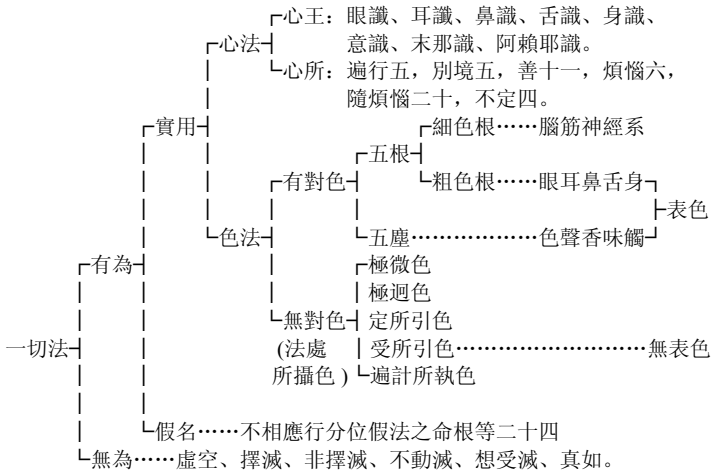 心王：眼讖、耳讖、鼻識、舌識、身識、
心法 意識、末那識、阿賴耶識。
心所：遍行五，別境五，善十一，煩惱六，
隨煩惱二十，不定四。
實用 細色根……腦筋神經系
五根
有對色 粗色根……眼耳鼻舌身
表色
色法 五塵………………色聲香味觸
有為 極微色
極迥色
無對色 定所引色
一切法 (法處 受所引色………………………無表色
所攝色) 遍計所執色
假名……不相應行分位假法之命根等二十四
無為……虛空、擇滅、非擇滅、不動滅、想受滅、真如。